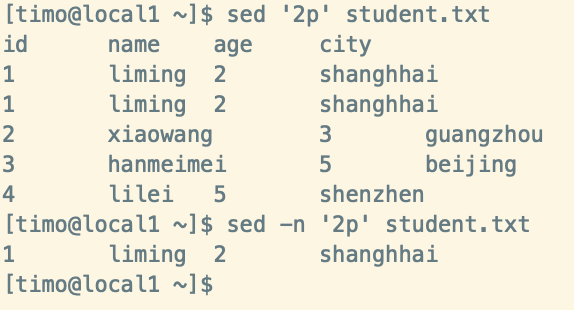 [timo@local1 ~]$ sed '2p' student.txt
id name age city
1 liming 2 shanghhai
1 liming 2 shanghhai
2 xiaowang 3 guangzhou
3 hanmeimei 5 beijing
4 lilei 5 shenzhen
[timo@local1 ~]$ sed -n '2p' student.txt
1 liming 2 shanghhai
[timo@local1 ~]$